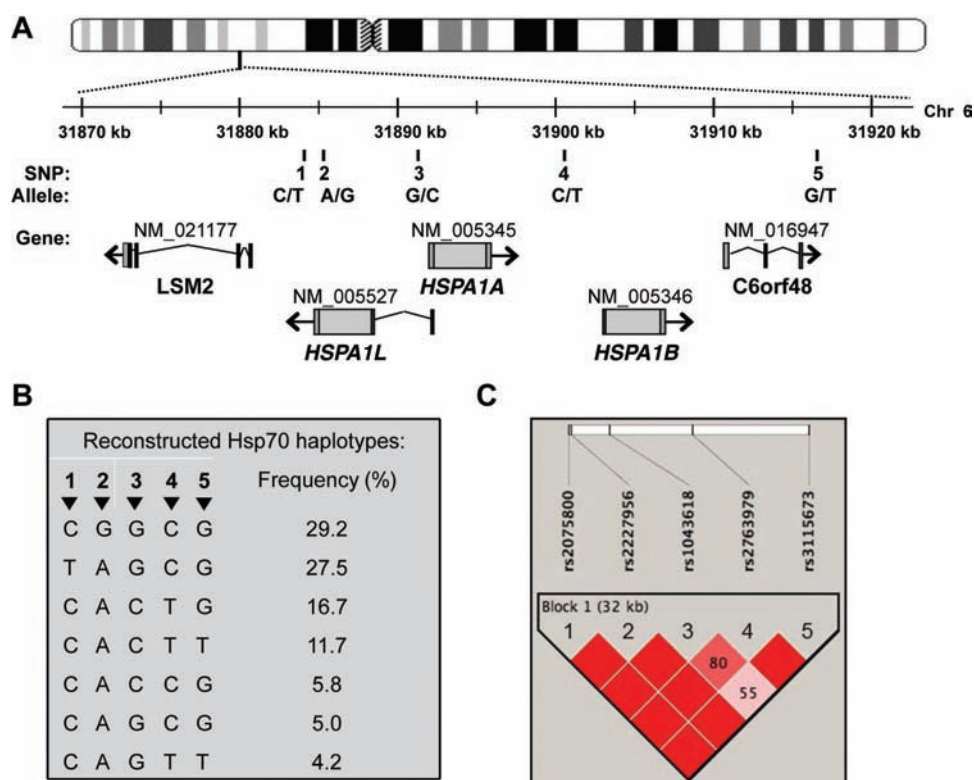 A
Chr 6
31870 kb 31880 kb 31890 kb 31900 kb 31910 kb 31920 kb
SNP: 1 2 3 4 5
Allele: C/T A/G G/C C/T G/T
Gene: NM_021177 NM_005345 NM_016947
LSM2 HSPA1A C6orf48
NM_005527 NM_005346
HSPA1L HSPA1B
B
Reconstructed Hsp70 haplotypes:
1 2 3 4 5 Frequency (%)
C G G C G 29.2
T A G C G 27.5
C A C T G 16.7
C A C T T 11.7
C A C C G 5.8
C A G C G 5.0
C A G T T 4.2
C
rs2075800
rs2227956
rs1043618
rs2763979
rs3115673
Block 1 (32 kb)
1 2 3 4 5
80
55